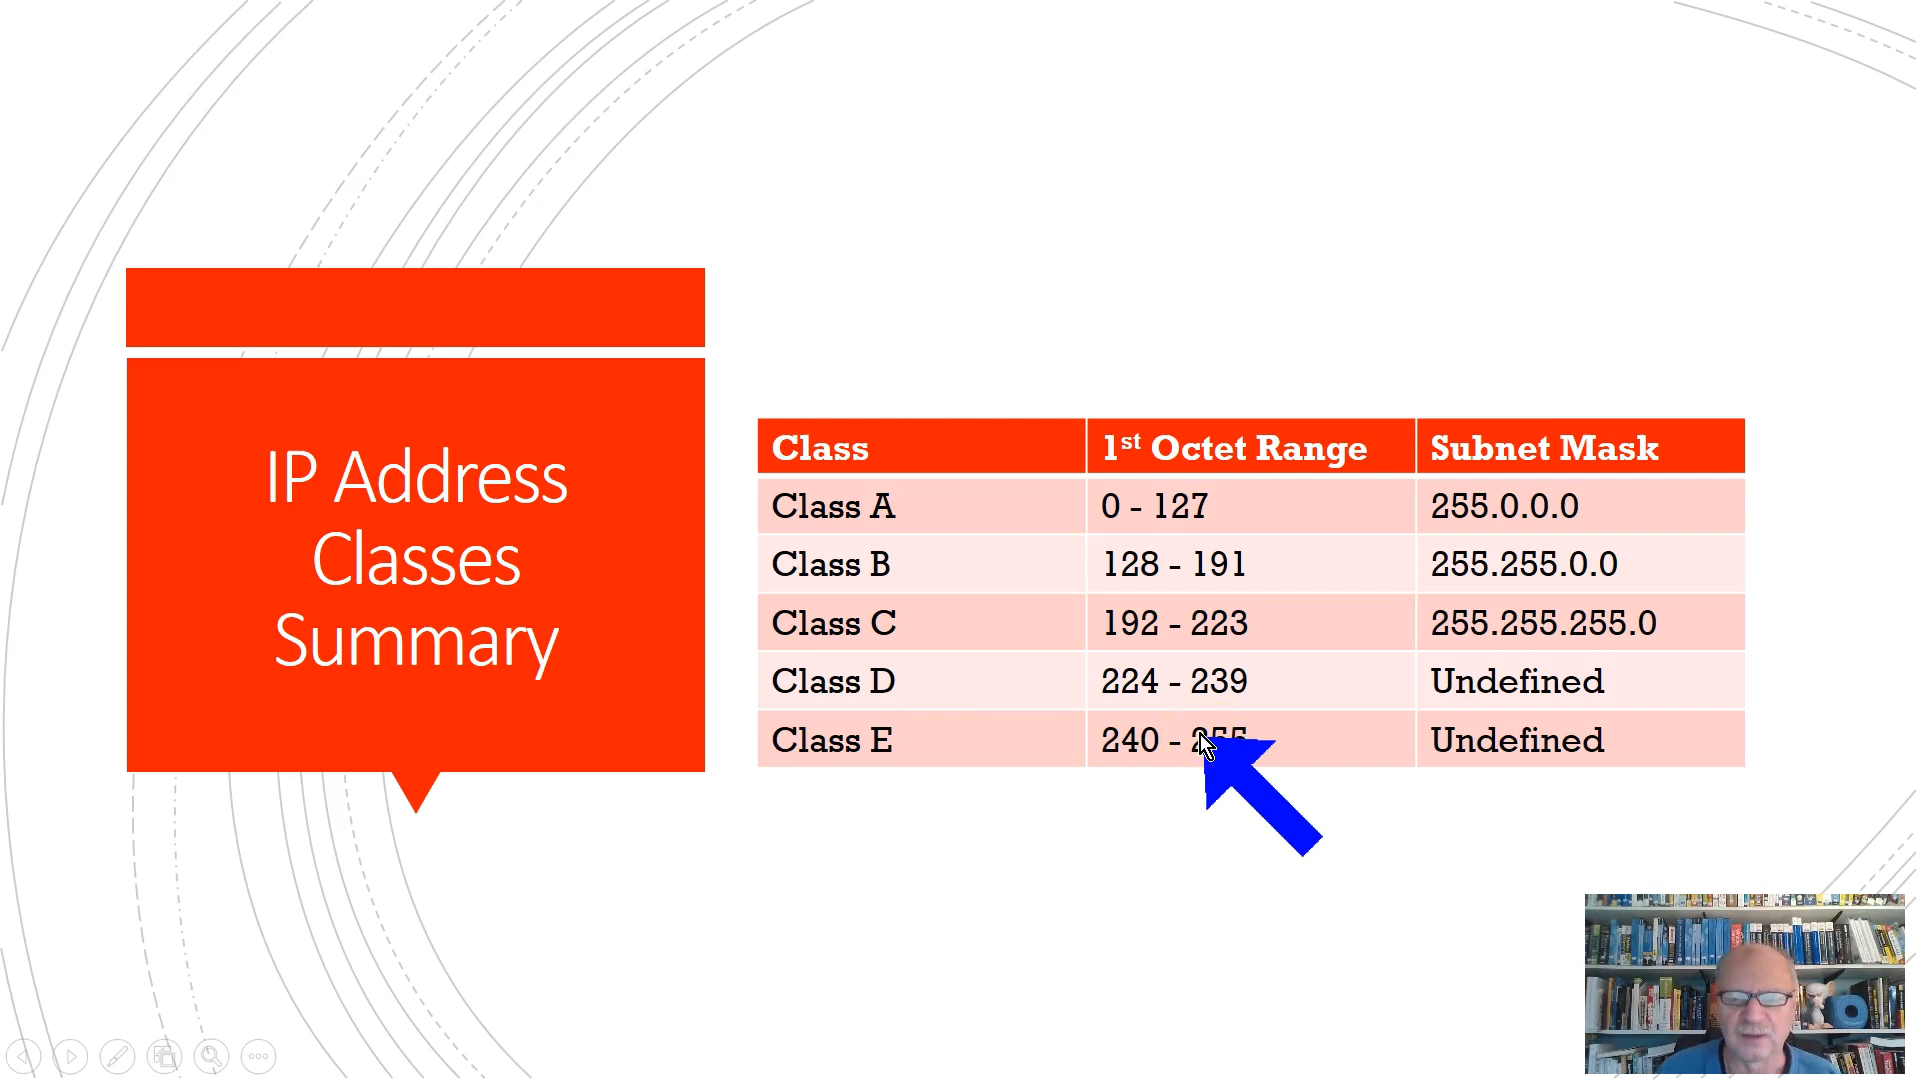 IP Address
Classes
Summary
Class 1st Octet Range Subnet Mask
Class A 0 - 127 255.0.0.0
Class B 128 - 191 255.255.0.0
Class C 192 - 223 255.255.255.0
Class D 224 - 239 Undefined
Class E 240 - 255 Undefined